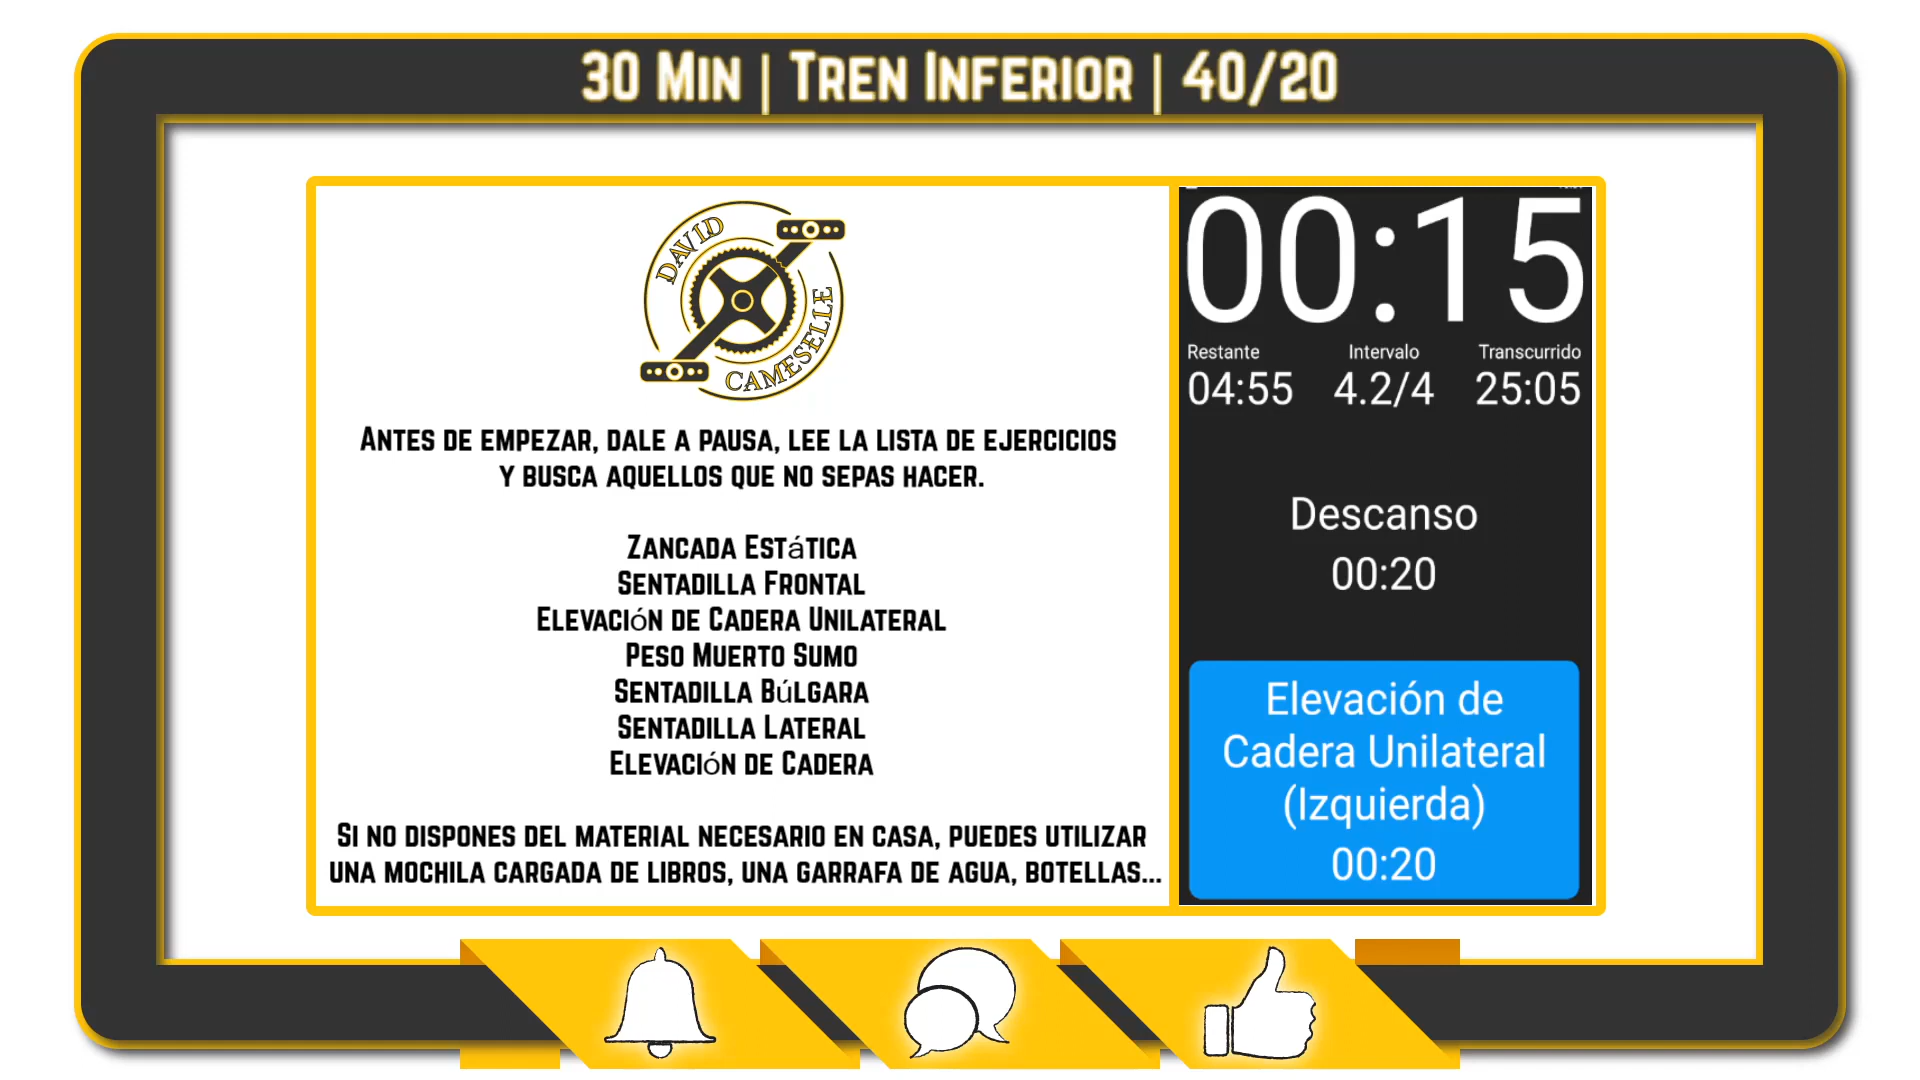 30 Min | Tren Inferior | 40/20
DAVID
CAMESELLE
Antes de empezar, dale a pausa, lee la lista de ejercicios
y busca aquellos que no sepas hacer.
Zancada Estática
Sentadilla Frontal
Elevación de Cadera Unilateral
Peso Muerto Sumo
Sentadilla Búlgara
Sentadilla Lateral
Elevación de Cadera
Si no dispones del material necesario en casa, puedes utilizar
una mochila cargada de libros, una garrafa de agua, botellas...
00:15
Restante Intervalo Transcurrido
04:55 4.2/4 25:05
Descanso
00:20
Elevación de
Cadera Unilateral
(Izquierda)
00:20